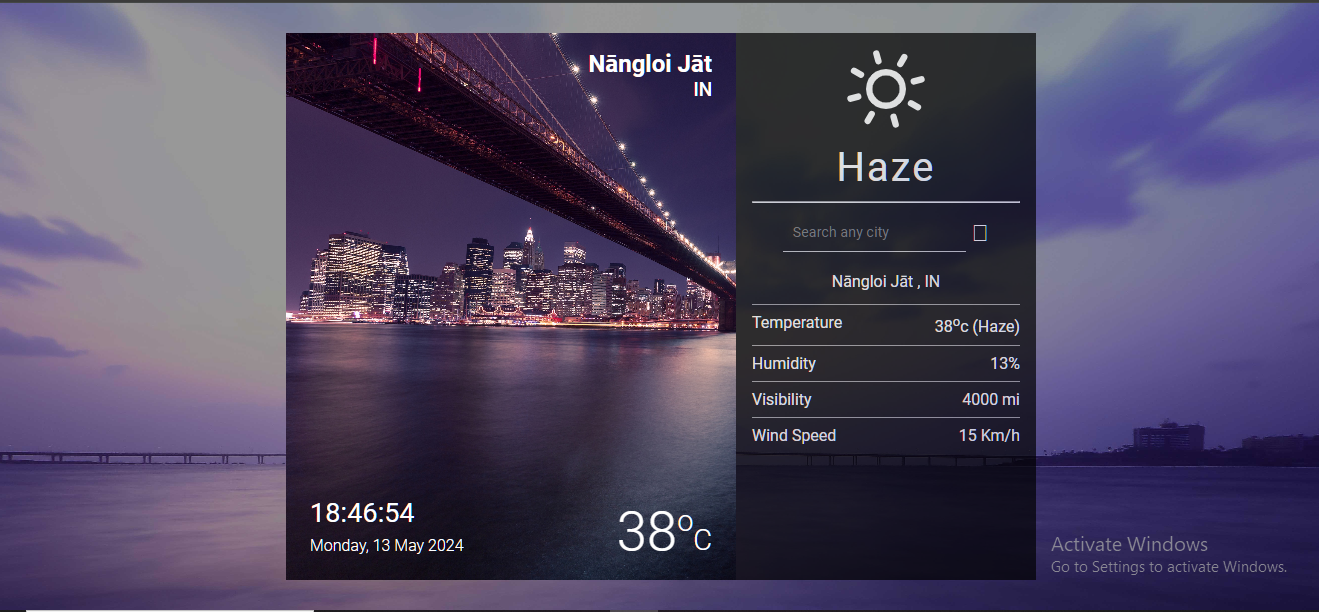 Nāngloi Jāt
IN
18:46:54
Monday, 13 May 2024
38°C
Haze
Search any city
Nāngloi Jāt , IN
Temperature 38°c (Haze)
Humidity 13%
Visibility 4000 mi
Wind Speed 15 Km/h
Activate Windows
Go to Settings to activate Windows.